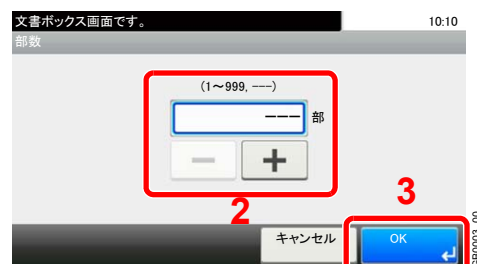 文書ボックス画面です。 10:10
部数
(1～999, ---)
--- 部
− +
2
3
キャンセル OK